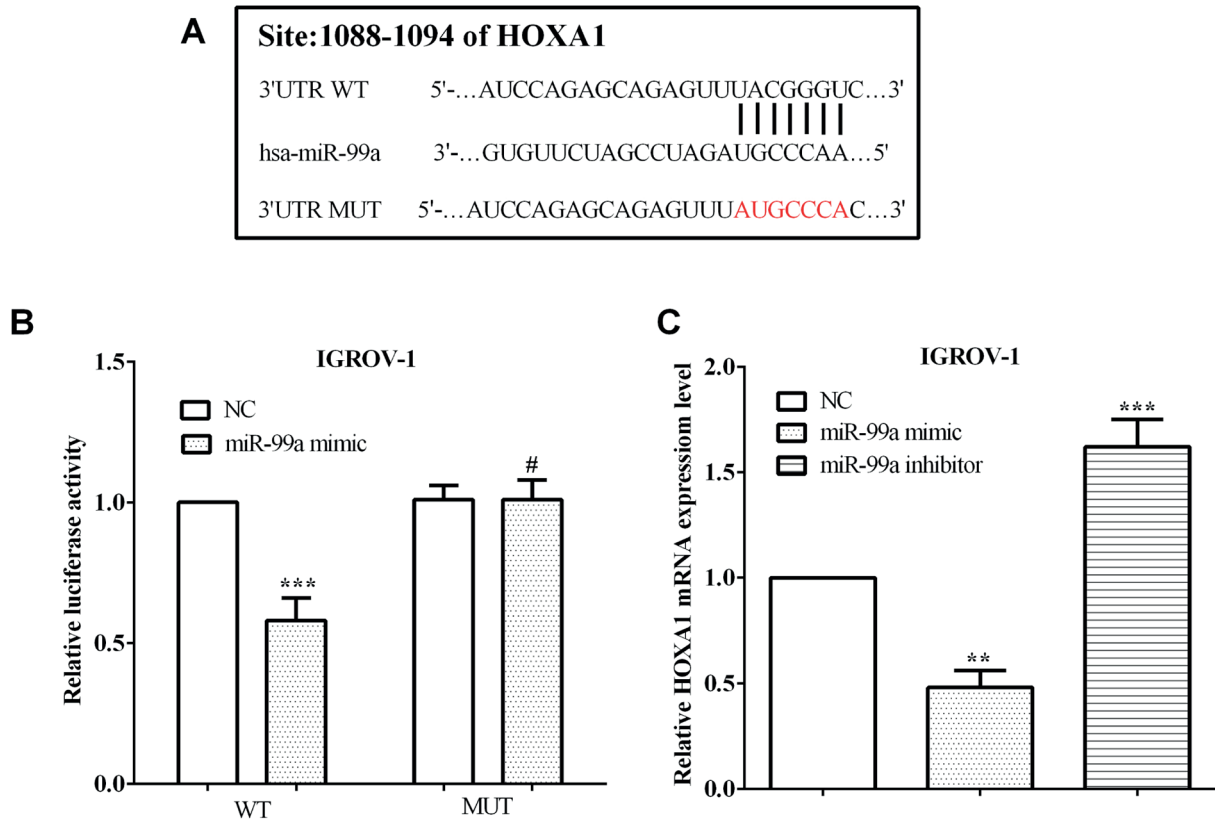 A
Site:1088-1094 of HOXA1
3'UTR WT 5'-…AUCCAGAGCAGAGUUUUACGGGUC…3'
hsa-miR-99a 3'-…GUGUUCUAGCCUAGAUGCCCAA…5'
3'UTR MUT 5'-…AUCCAGAGCAGAGUUUAUGCCCAC…3'
B
IGROV-1
NC
miR-99a mimic
Relative luciferase activity
1.5
1.0
0.5
0.0
***
#
WT MUT
C
IGROV-1
NC
miR-99a mimic
miR-99a inhibitor
Relative HOXA1 mRNA expressiom level
2.0
1.5
1.0
0.5
0.0
**
***